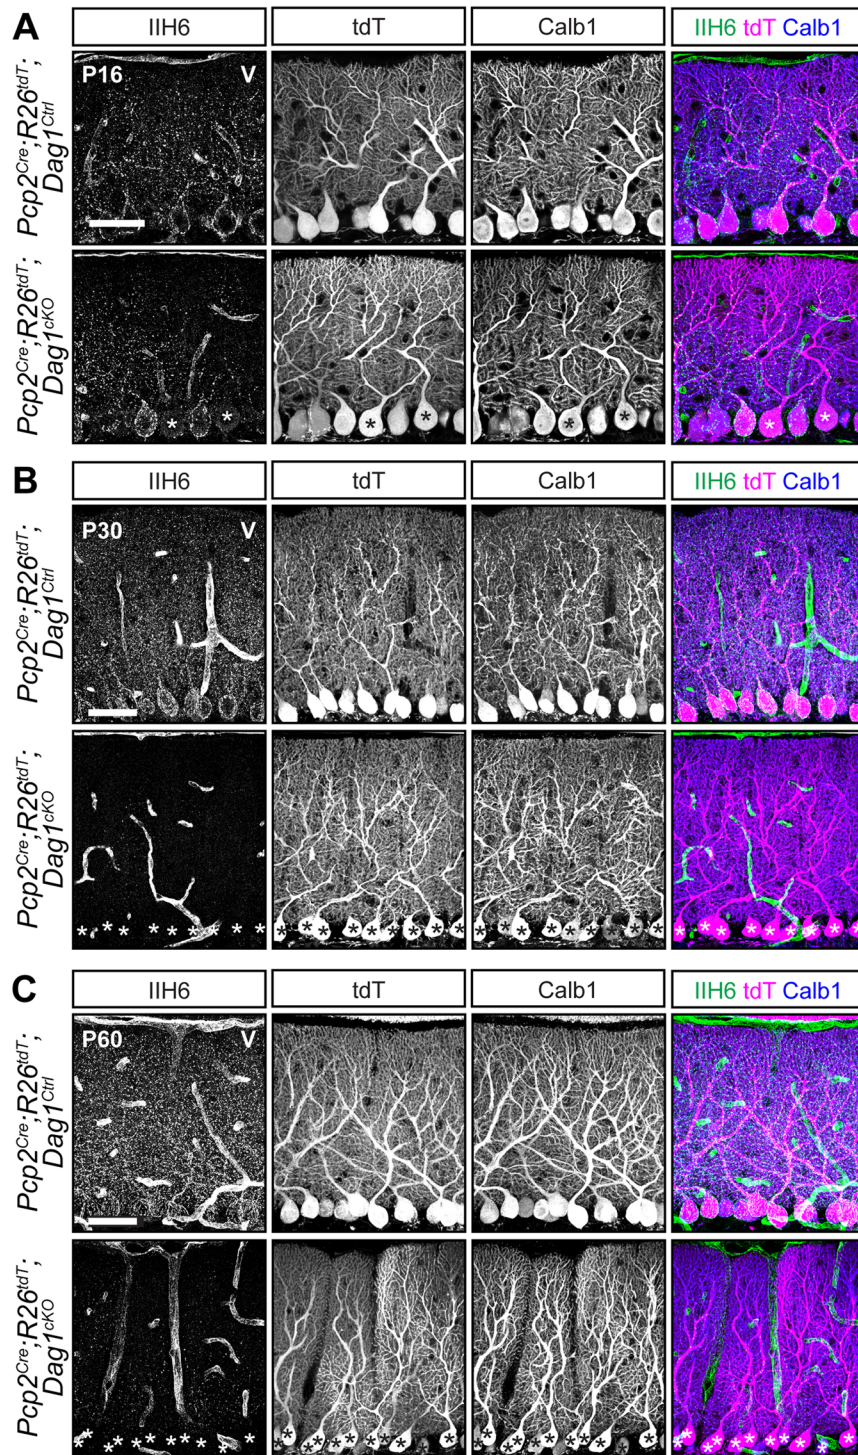 A
IIH6
tdT
Calb1
IIH6 tdT Calb1
P16
V
Pcp2Cre;R26tdT;
Dag1Ctrl
*
*
*
*
*
*
*
*
Pcp2Cre;R26tdT;
Dag1cKO
B
IIH6
tdT
Calb1
IIH6 tdT Calb1
P30
V
Pcp2Cre;R26tdT;
Dag1Ctrl
Pcp2Cre;R26tdT;
Dag1cKO
C
IIH6
tdT
Calb1
IIH6 tdT Calb1
P60
V
Pcp2Cre;R26tdT;
Dag1Ctrl
Pcp2Cre;R26tdT;
Dag1cKO